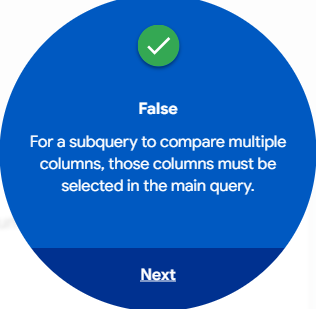 False
For a subquery to compare multiple
columns, those columns must be
selected in the main query.
Next